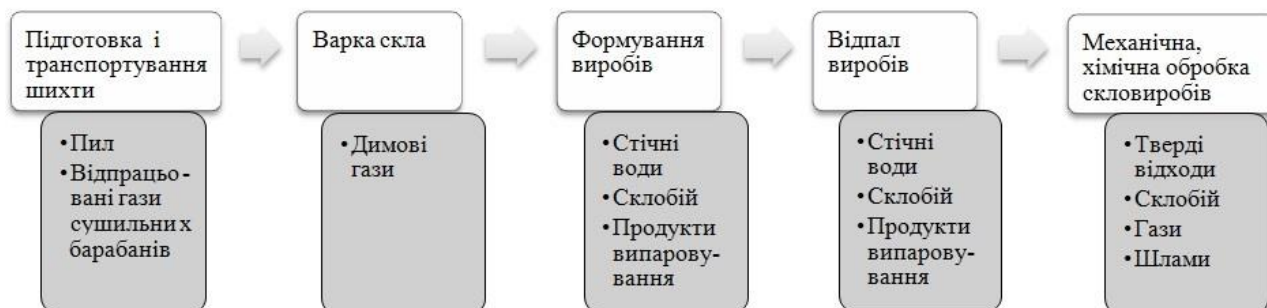 Підготовка і
транспортування
шихти
• Пил
• Відпрацьо-
вані гази
сушильних
барабанів
Варка скла
• Димові
гази
Формування
виробів
• Стічні
води
• Склобій
• Продукти
випарову-
вання
Відпал
виробів
• Стічні
води
• Склобій
• Продукти
випарову-
вання
Механічна,
хімічна обробка
скловиробів
• Тверді
відходи
• Склобій
• Гази
• Шлами